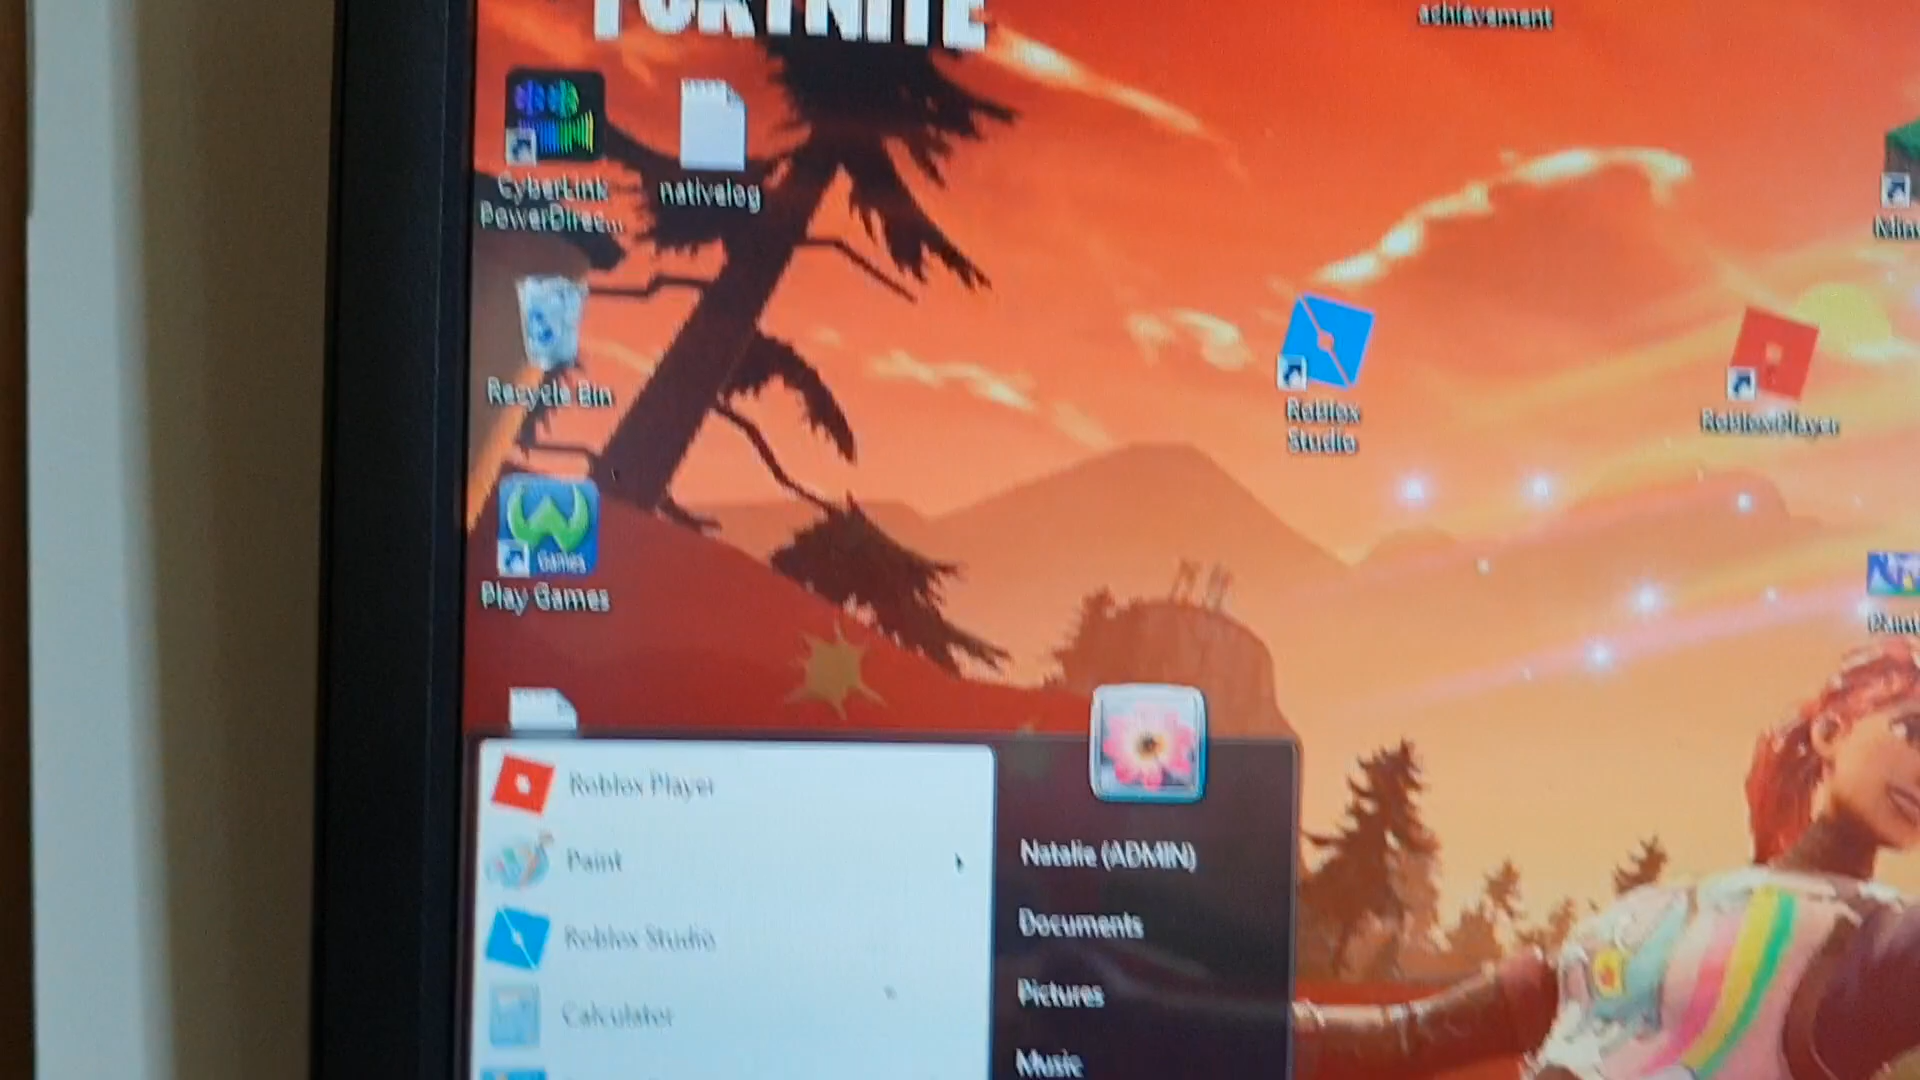 FORTNITE
achievement
CyberLink
PowerDirec...
nativelog
Recycle Bin
Roblox
Studio
RobloxPlayer
Games
Play Games
Roblox Player
Paint
Roblox Studio
Calculator
Natalie (ADMIN)
Documents
Pictures
Music